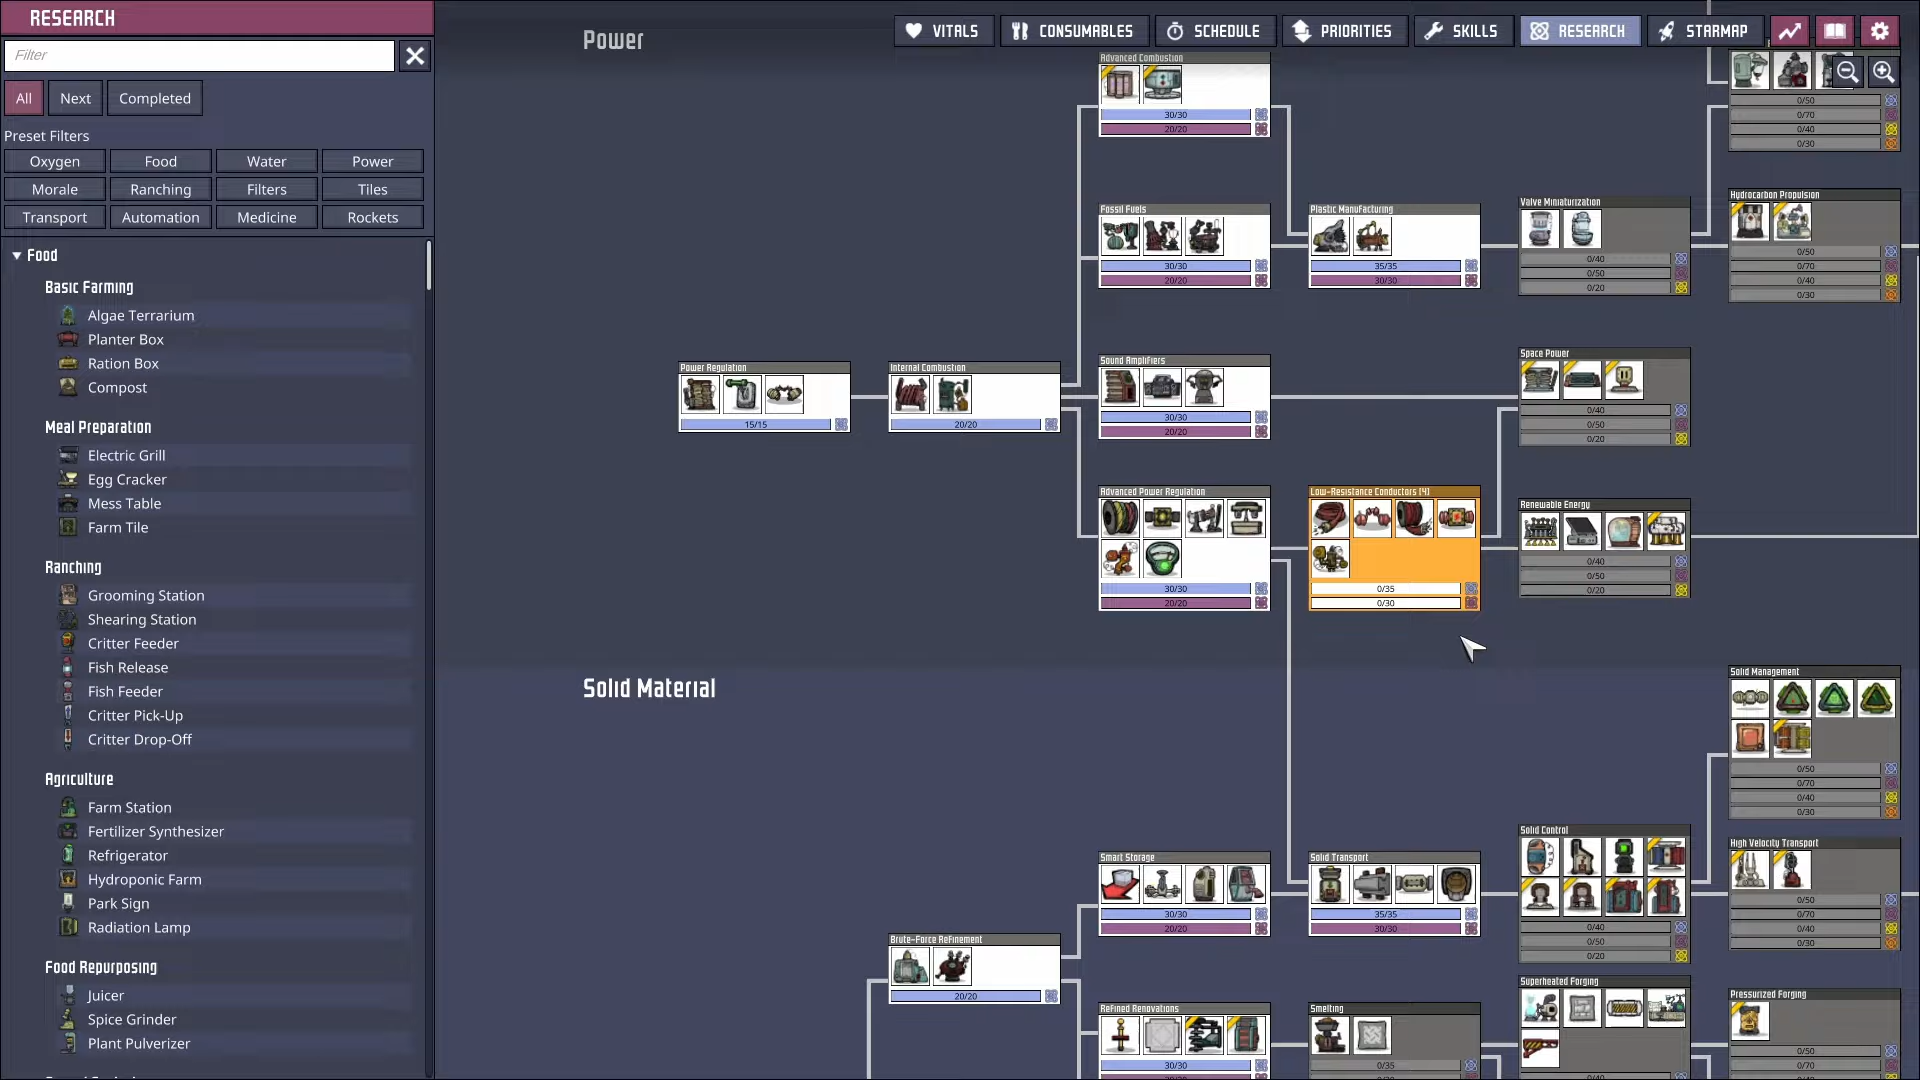 RESEARCH
Filter
All
Next
Completed
Preset Filters
Oxygen
Food
Water
Power
Morale
Ranching
Filters
Tiles
Transport
Automation
Medicine
Rockets
Food
Basic Farming
Algae Terrarium
Planter Box
Ration Box
Compost
Meal Preparation
Electric Grill
Egg Cracker
Mess Table
Farm Tile
Ranching
Grooming Station
Shearing Station
Critter Feeder
Fish Release
Fish Feeder
Critter Pick-Up
Critter Drop-Off
Agriculture
Farm Station
Fertilizer Synthesizer
Refrigerator
Hydroponic Farm
Park Sign
Radiation Lamp
Food Repurposing
Juicer
Spice Grinder
Plant Pulverizer
VITALS
CONSUMABLES
SCHEDULE
PRIORITIES
SKILLS
RESEARCH
STARMAP
Power
Advanced Combustion
30/30
20/20
0/50
0/70
0/40
0/30
Fossil Fuels
30/30
20/20
Plastic Manufacturing
35/35
30/30
Valve Miniaturization
0/40
0/50
0/20
Hydrocarbon Propulsion
0/50
0/70
0/40
0/30
Power Regulation
15/15
Internal Combustion
20/20
Sound Amplifiers
30/30
20/20
Space Power
0/40
0/50
0/20
Advanced Power Regulation
30/30
20/20
Low-Resistance Conductors [4]
0/35
0/30
Renewable Energy
0/40
0/50
0/20
Solid Material
Solid Management
0/50
0/70
0/40
0/30
Smart Storage
30/30
20/20
Solid Transport
35/35
30/30
Solid Control
0/40
0/50
0/20
High Velocity Transport
0/50
0/70
0/40
0/30
Brute-Force Refinement
20/20
Refined Renovations
30/30
Smelting
0/35
Superheated Forging
Pressurized Forging
0/50
0/70